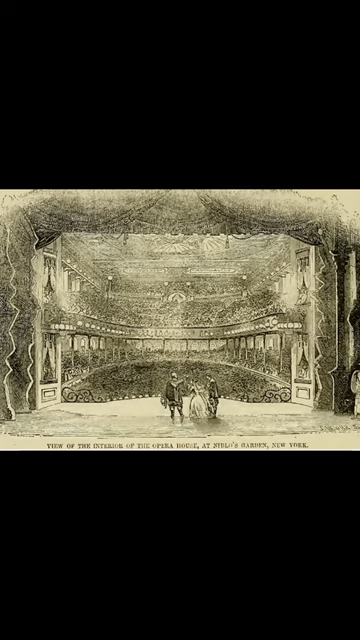 VIEW OF THE INTERIOR OF THE OPERA HOUSE, AT NIBLO'S GARDEN, NEW YORK.